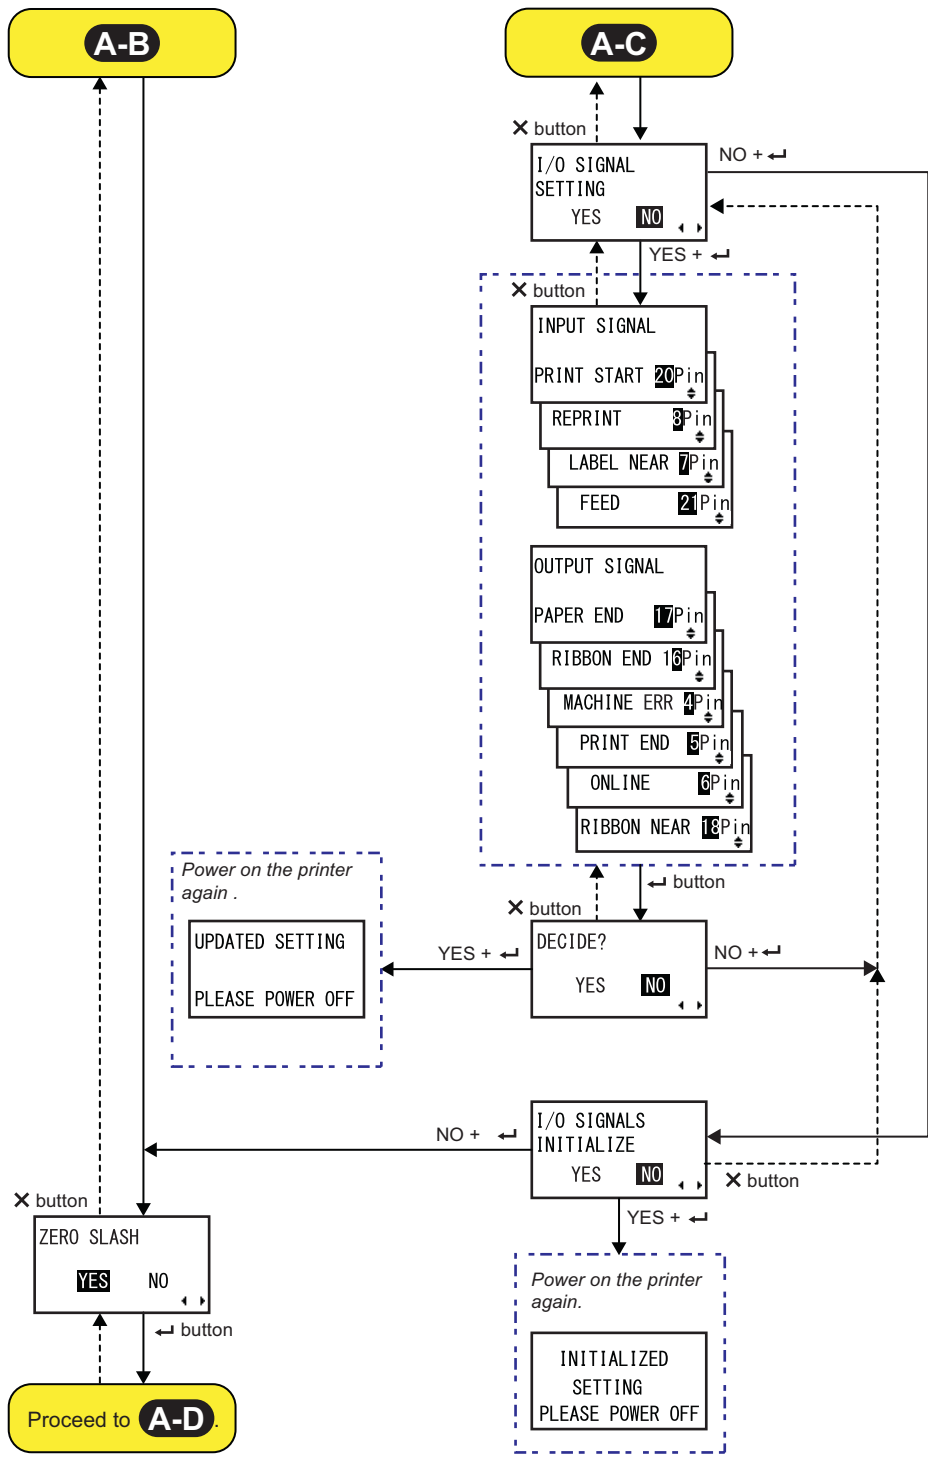 A-B
A-C
✕ button
NO + ↵
I/O SIGNAL
SETTING
YES NO
YES + ↵
✕ button
INPUT SIGNAL
PRINT START 20Pin
REPRINT 8Pin
LABEL NEAR 7Pin
FEED 21Pin
OUTPUT SIGNAL
PAPER END 17Pin
RIBBON END 16Pin
MACHINE ERR 4Pin
PRINT END 5Pin
ONLINE 6Pin
RIBBON NEAR 18Pin
↵ button
✕ button
Power on the printer
again .
UPDATED SETTING
PLEASE POWER OFF
YES + ↵
DECIDE?
YES NO
NO + ↵
I/O SIGNALS
INITIALIZE
YES NO
NO + ↵
✕ button
YES + ↵
✕ button
ZERO SLASH
YES NO
↵ button
Power on the printer
again.
INITIALIZED
SETTING
PLEASE POWER OFF
Proceed to A-D .